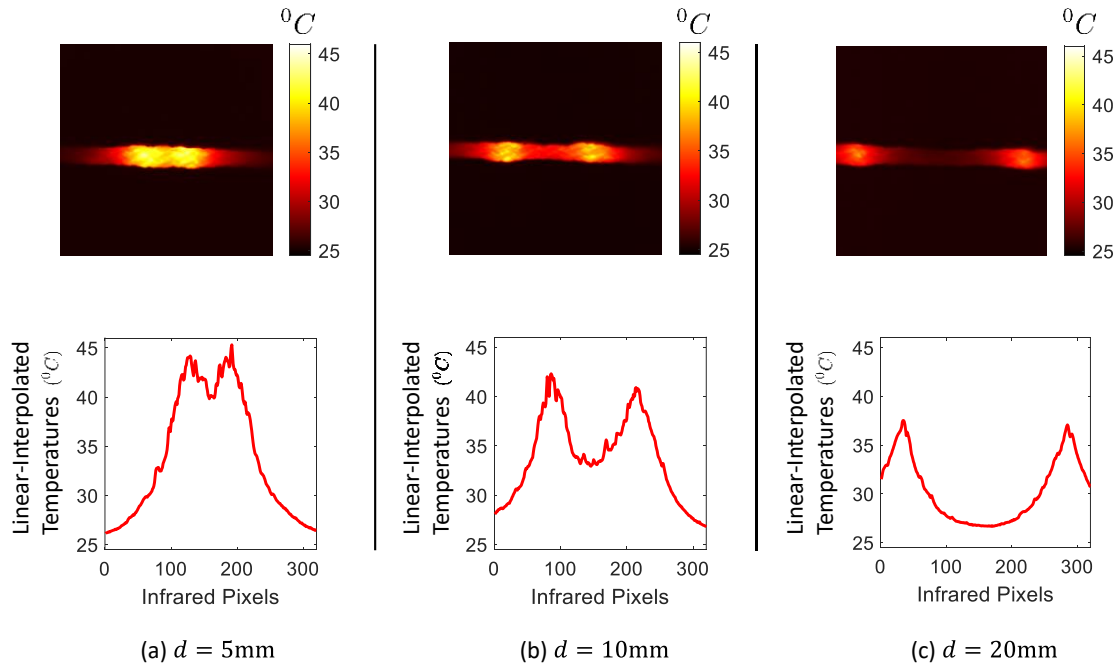 ⁰C
45
40
35
30
25
⁰C
45
40
35
30
25
⁰C
45
40
35
30
25
Linear-Interpolated
Temperatures (⁰C)
45
40
35
30
25
0
100
200
300
Infrared Pixels
(a) d = 5mm
Linear-Interpolated
Temperatures (⁰C)
45
40
35
30
25
0
100
200
300
Infrared Pixels
(b) d = 10mm
Linear-Interpolated
Temperatures (⁰C)
45
40
35
30
25
0
100
200
300
Infrared Pixels
(c) d = 20mm